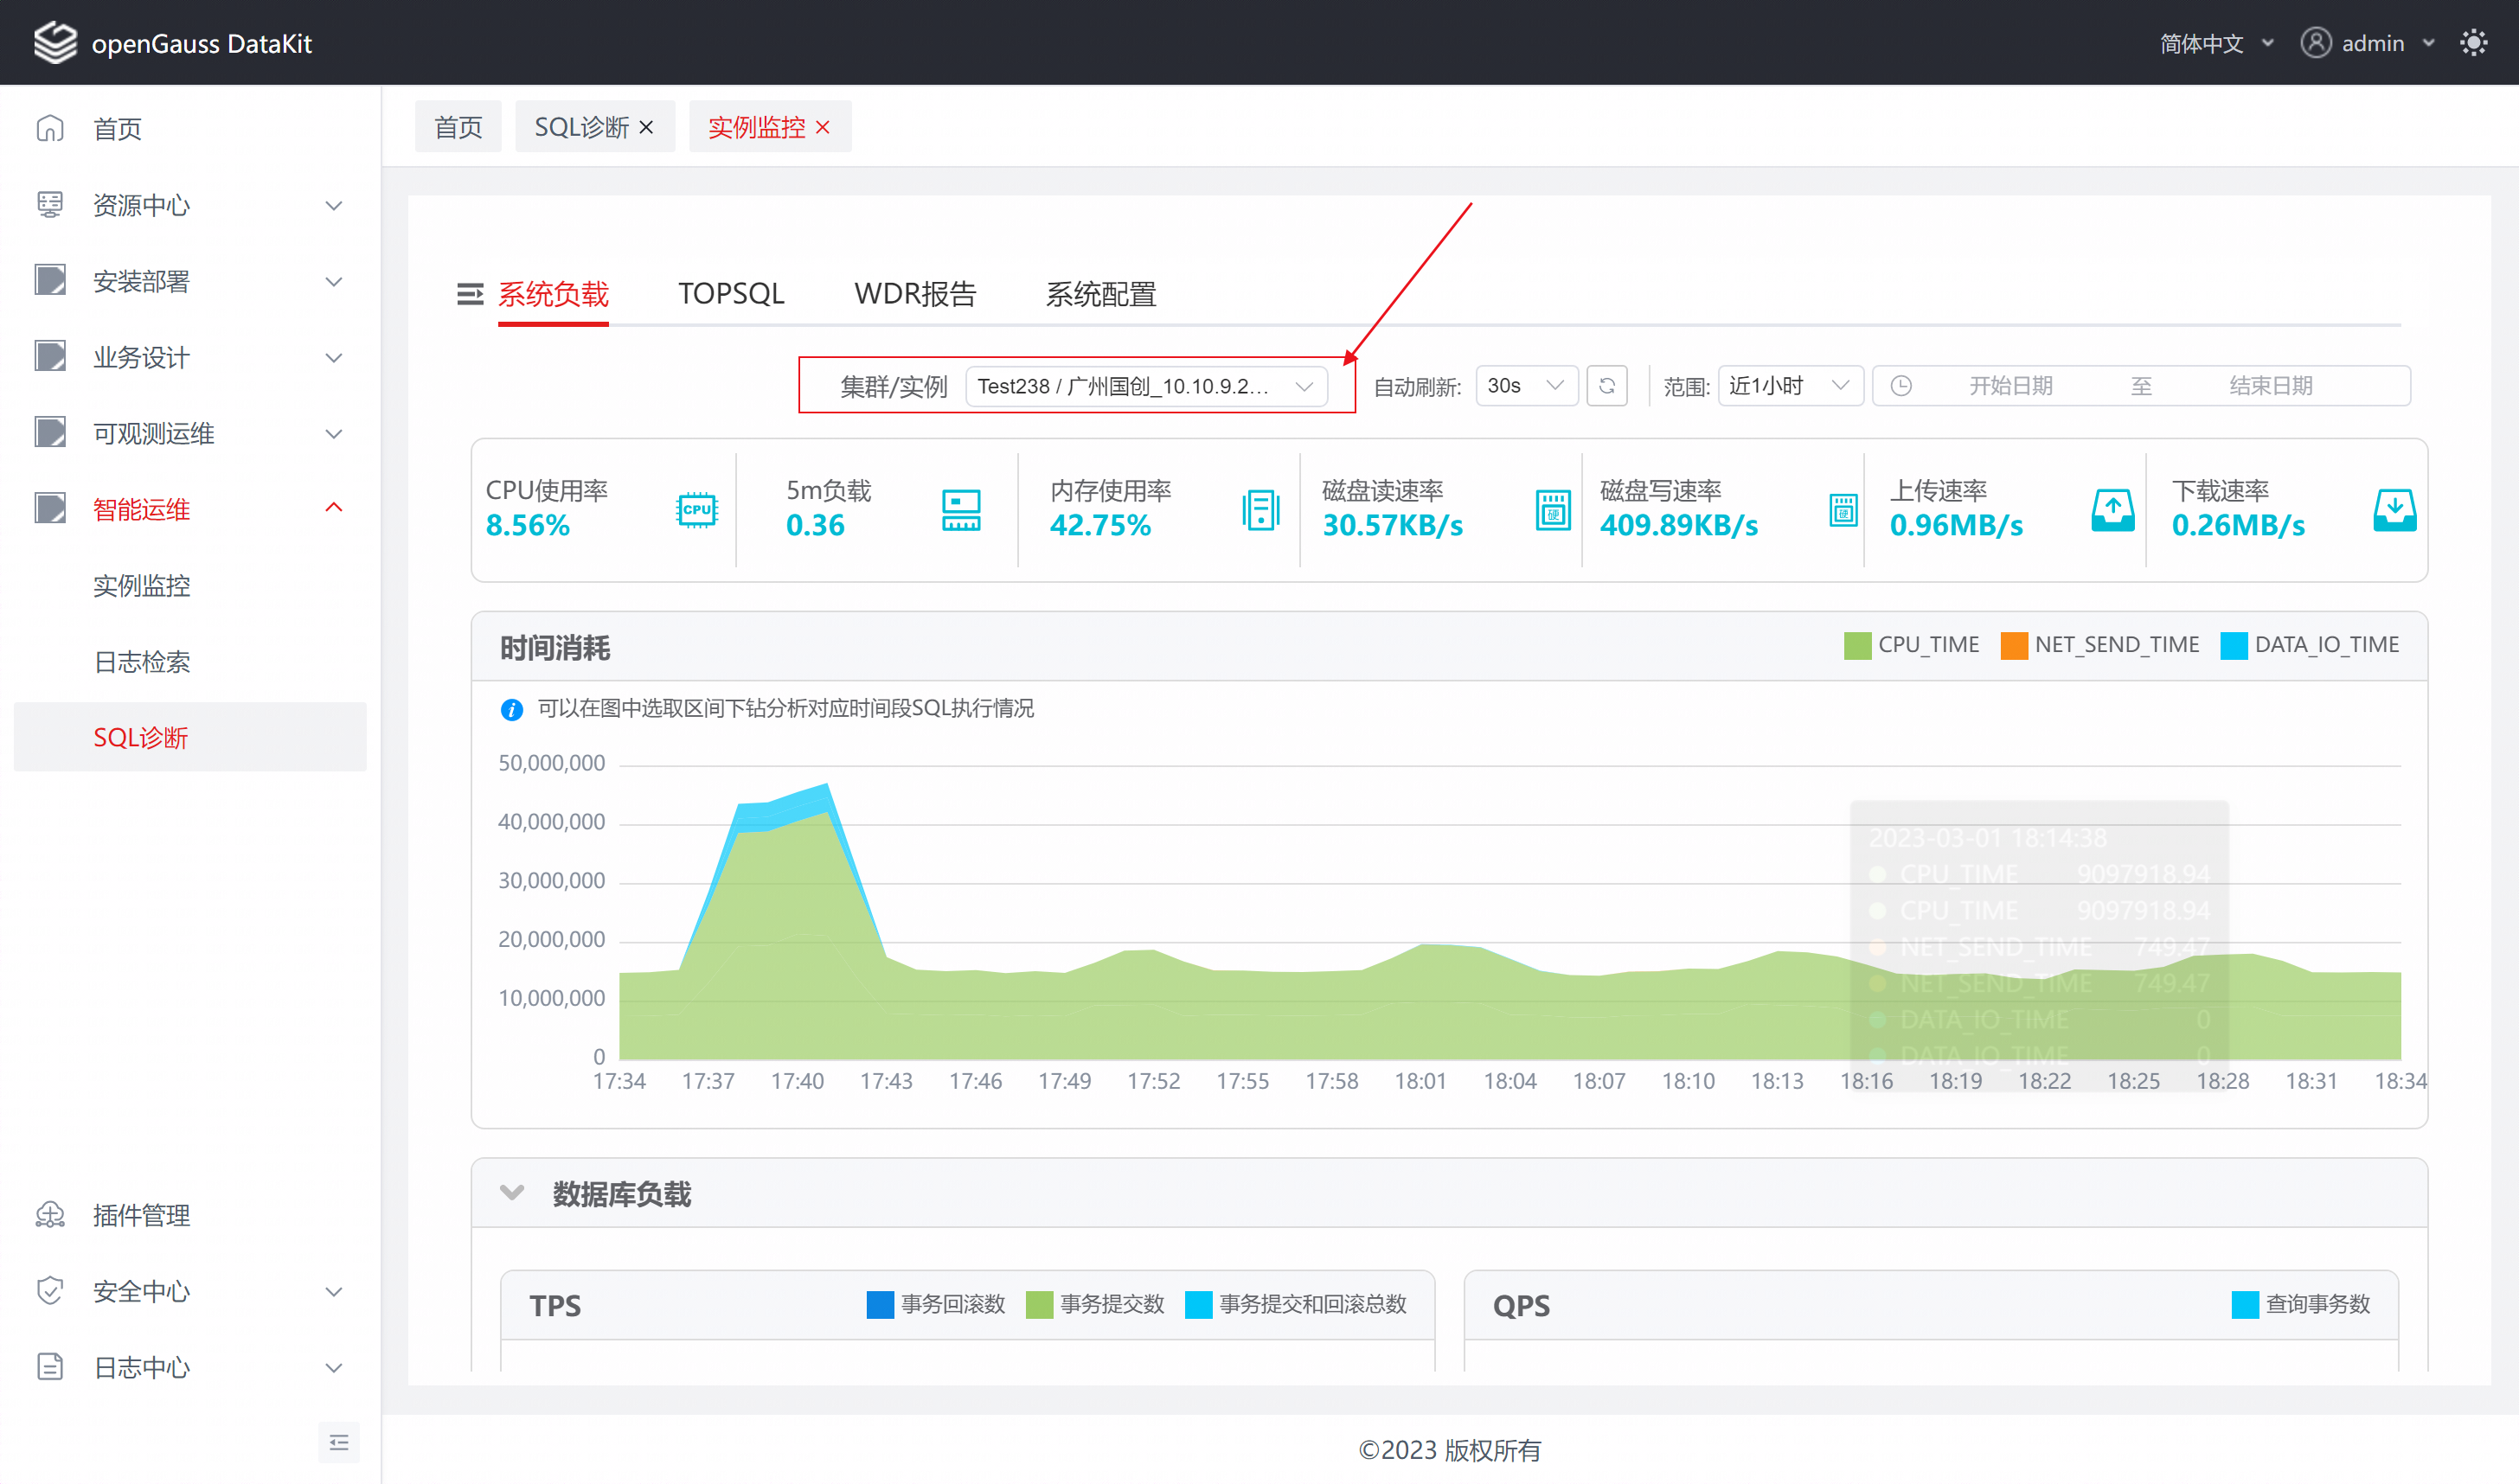 openGauss DataKit
简体中文
admin
首页
资源中心
安装部署
业务设计
可观测运维
智能运维
实例监控
日志检索
SQL诊断
插件管理
安全中心
日志中心
首页
SQL诊断
实例监控
系统负载
TOPSQL
WDR报告
系统配置
集群/实例
Test238 / 广州国创_10.10.9.2...
自动刷新:
30s
范围:
近1小时
开始日期
至
结束日期
CPU使用率
8.56%
CPU
5m负载
0.36
内存使用率
42.75%
磁盘读速率
30.57KB/s
硬
磁盘写速率
409.89KB/s
硬
上传速率
0.96MB/s
下载速率
0.26MB/s
时间消耗
CPU_TIME
NET_SEND_TIME
DATA_IO_TIME
可以在图中选取区间下钻分析对应时间段SQL执行情况
50,000,000
40,000,000
30,000,000
20,000,000
10,000,000
0
2023-03-01 18:14:38
CPU_TIME 9097918.94
CPU_TIME 9097918.94
NET_SEND_TIME 749.47
NET_SEND_TIME 749.47
DATA_IO_TIME 0
DATA_IO_TIME 0
17:34 17:37 17:40 17:43 17:46 17:49 17:52 17:55 17:58 18:01 18:04 18:07 18:10 18:13 18:16 18:19 18:22 18:25 18:28 18:31 18:34
数据库负载
TPS
事务回滚数
事务提交数
事务提交和回滚总数
QPS
查询事务数
©2023 版权所有